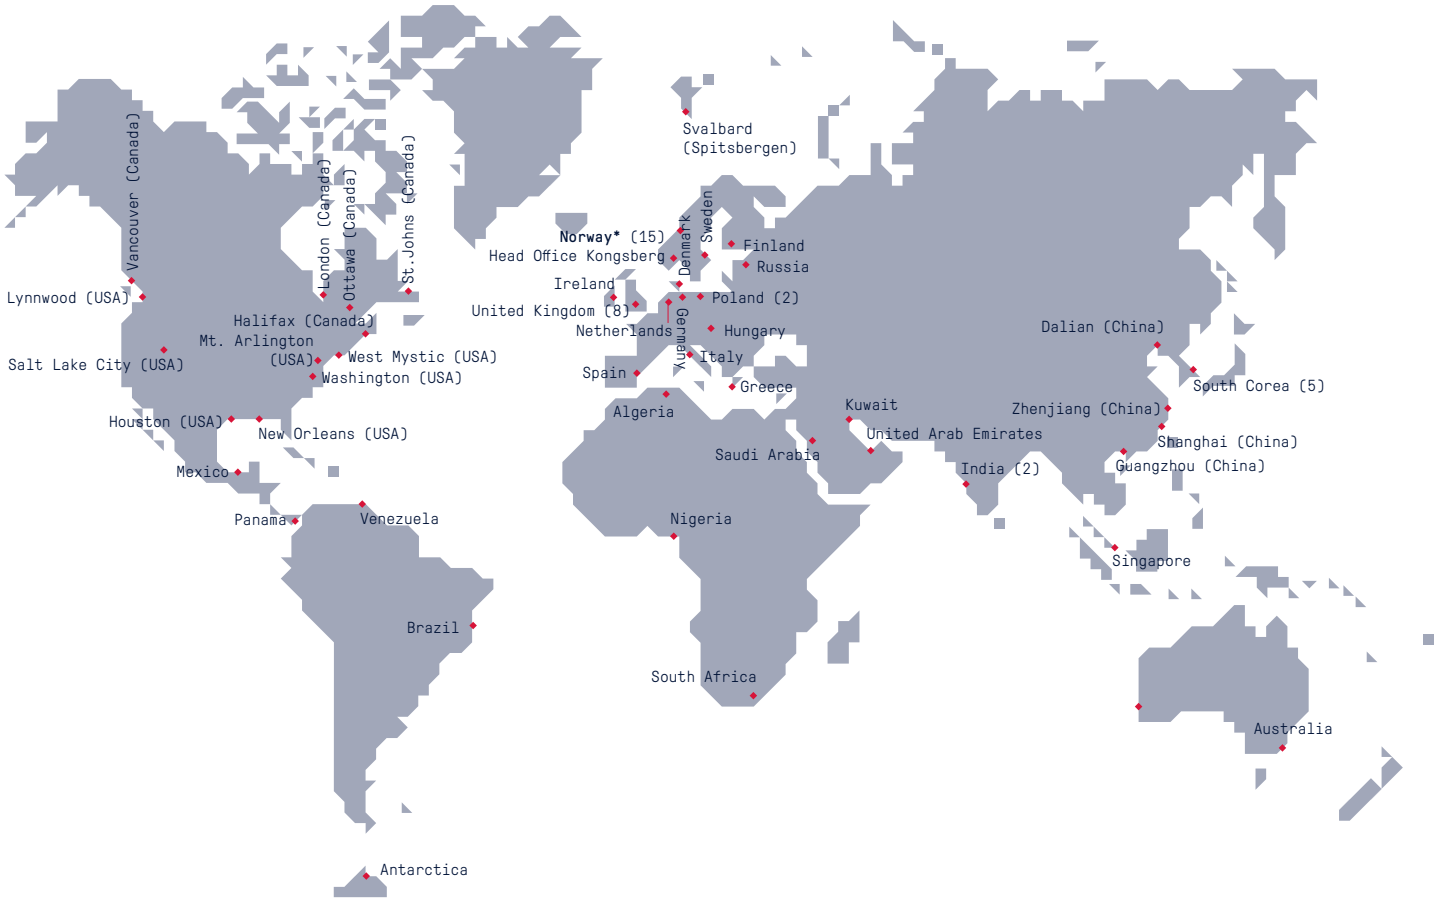 Svalbard
(Spitsbergen)
Vancouver (Canada)
London (Canada)
Ottawa (Canada)
St.Johns (Canada)
Lynnwood (USA)
Halifax (Canada)
Mt. Arlington
(USA)
West Mystic (USA)
Salt Lake City (USA)
Washington (USA)
Houston (USA)
New Orleans (USA)
Mexico
Panama
Venezuela
Brazil
Antarctica
Norway* (15)
Head Office Kongsberg
Denmark
Sweden
Finland
Russia
Ireland
United Kingdom (8)
Poland (2)
Netherlands
Germany
Hungary
Italy
Spain
Greece
Algeria
Kuwait
United Arab Emirates
Saudi Arabia
Nigeria
South Africa
India (2)
Dalian (China)
South Corea (5)
Zhenjiang (China)
Shanghai (China)
Guangzhou (China)
Singapore
Australia